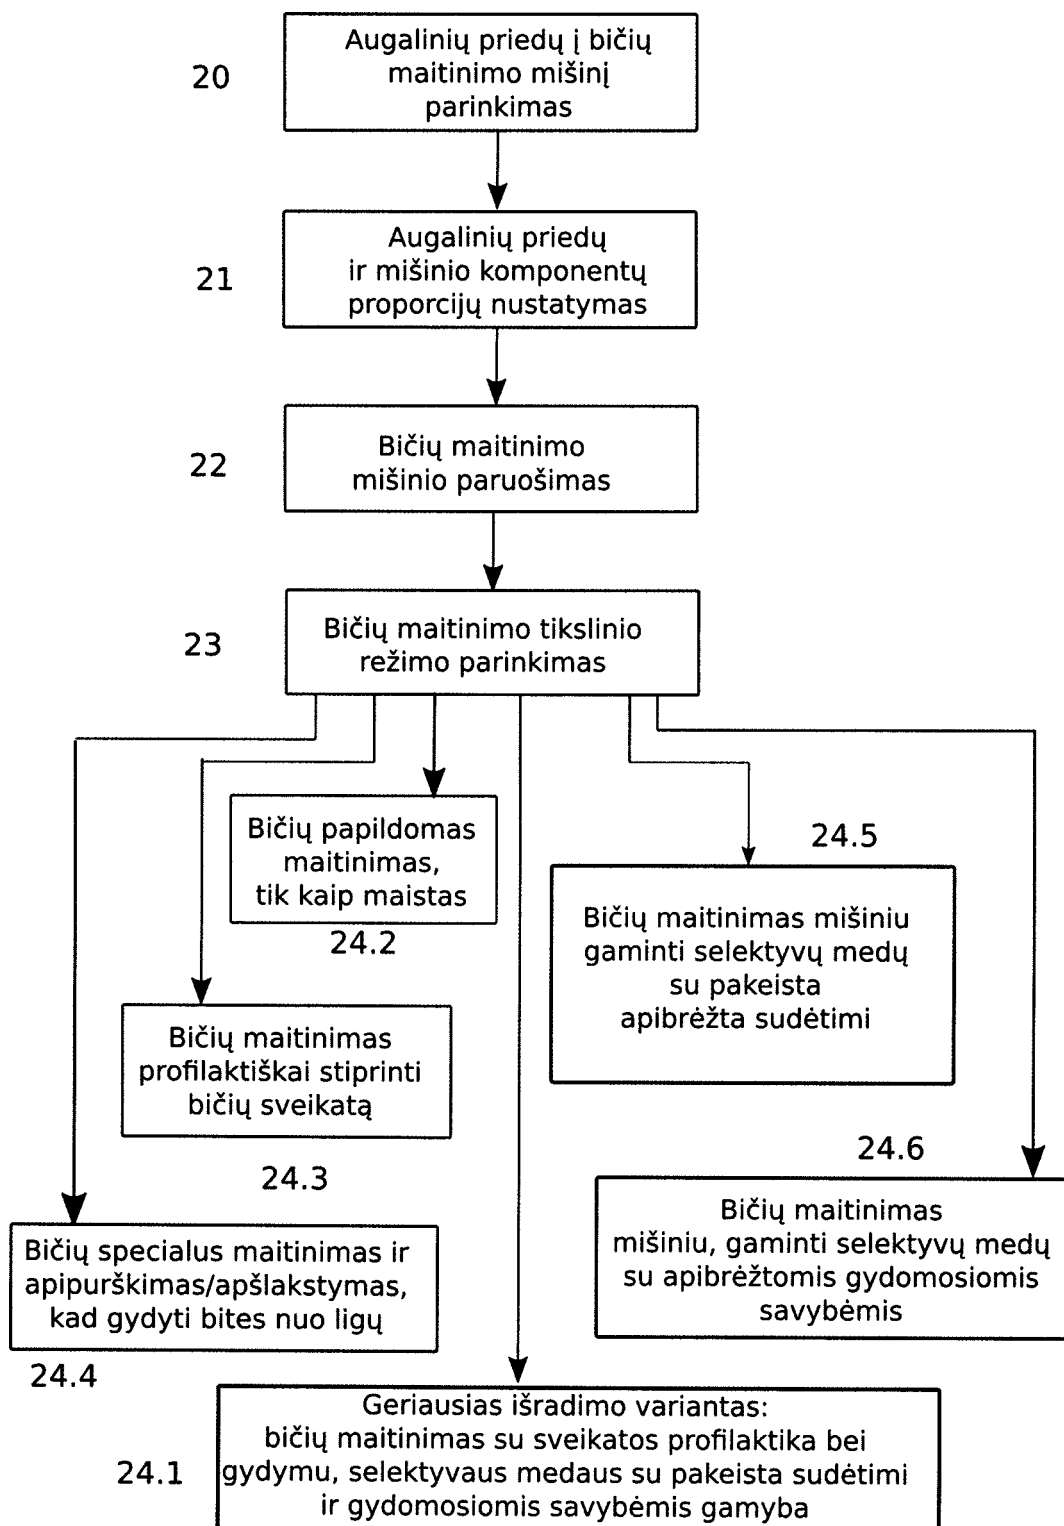 20
Augalinių priedų į bičių
maitinimo mišinį
parinkimas
21
Augalinių priedų
ir mišinio komponentų
proporcijų nustatymas
22
Bičių maitinimo
mišinio paruošimas
23
Bičių maitinimo tikslinio
režimo parinkimas
Bičių papildomas
maitinimas,
tik kaip maistas
24.2
24.5
Bičių maitinimas mišiniu
gaminti selektyvų medų
su pakeista
apibrėžta sudėtimi
Bičių maitinimas
profilaktiškai stiprinti
bičių sveikatą
24.3
24.6
Bičių maitinimas
mišiniu, gaminti selektyvų medų
su apibrėžtomis gydomosiomis
savybėmis
Bičių specialus maitinimas ir
apipurškimas/apšlakstymas,
kad gydyti bites nuo ligų
24.4
24.1
Geriausias išradimo variantas:
bičių maitinimas su sveikatos profilaktika bei
gydymu, selektyvaus medaus su pakeista sudėtimi
ir gydomosiomis savybėmis gamyba